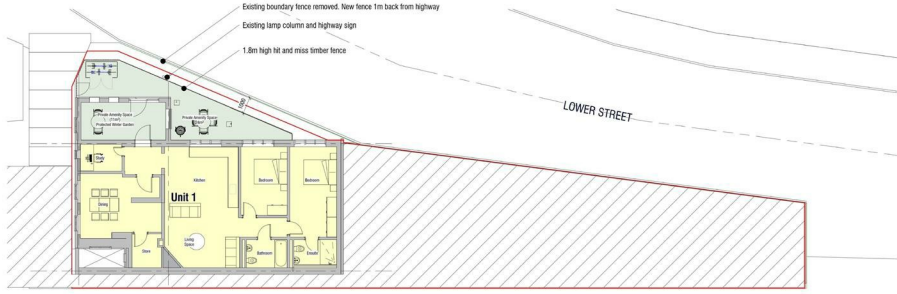 Existing boundary fence removed. New fence 1m back from highway
Existing lamp column and highway sign
1.8m high hit and miss timber fence
LOWER STREET
1000
Private Amenity Space
Protected Winter Garden
Private Amenity Space
Study
Kitchen
Bedroom
Bedroom
Unit 1
Dining
Living
Space
Store
Bathroom
Ensuite